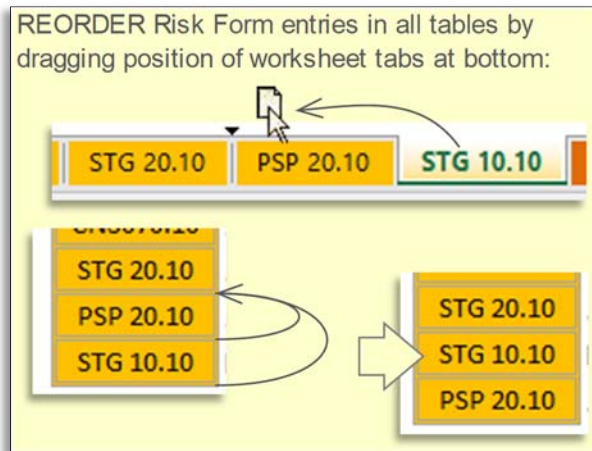 REORDER Risk Form entries in all tables by
dragging position of worksheet tabs at bottom:
STG 20.10 PSP 20.10 STG 10.10
STG 20.10
PSP 20.10
STG 10.10
STG 20.10
STG 10.10
PSP 20.10